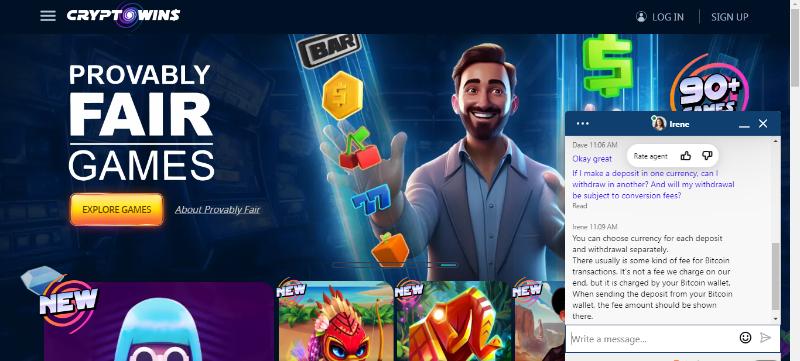 CRYPTOWINS
LOG IN
SIGN UP
BAR
PROVABLY
FAIR
GAMES
EXPLORE GAMES
About Provably Fair
77
$
90+
GAMES
Irene
Dave 11:06 AM
Okay great
Rate agent
If I make a deposit in one currency, can I
withdraw in another? And will my withdrawal
be subject to conversion fees?
Read
Irene 11:09 AM
You can choose currency for each deposit
and withdrawal separately.
There usually is some kind of fee for Bitcoin
transactions. It's not a fee we charge on our
end, but it is charged by your Bitcoin wallet.
When sending the deposit from your Bitcoin
wallet, the fee amount should be shown
there.
Write a message...
NEW
NEW
NEW
NEW